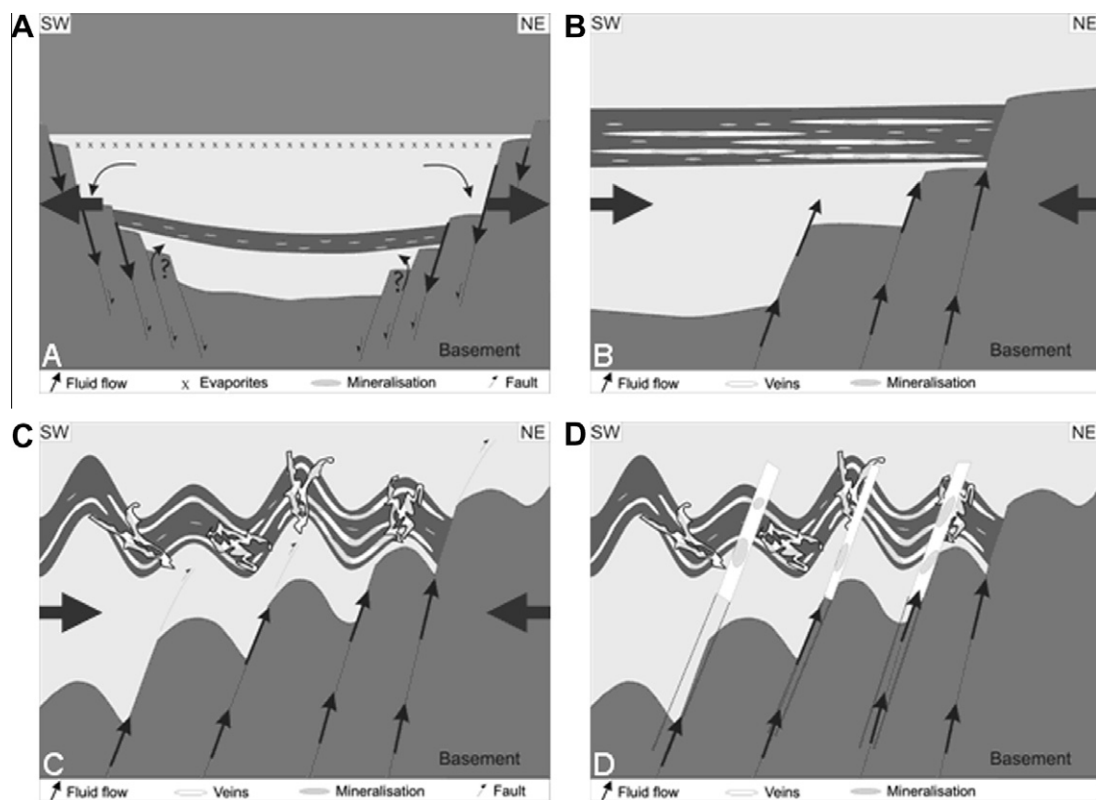 A SW NE
? ?
A Basement
Fluid flow x Evaporites Mineralisation Fault
B SW NE
B Basement
Fluid flow Veins Mineralisation
C SW NE
C Basement
Fluid flow Veins Mineralisation Fault
D SW NE
D Basement
Fluid flow Veins Mineralisation